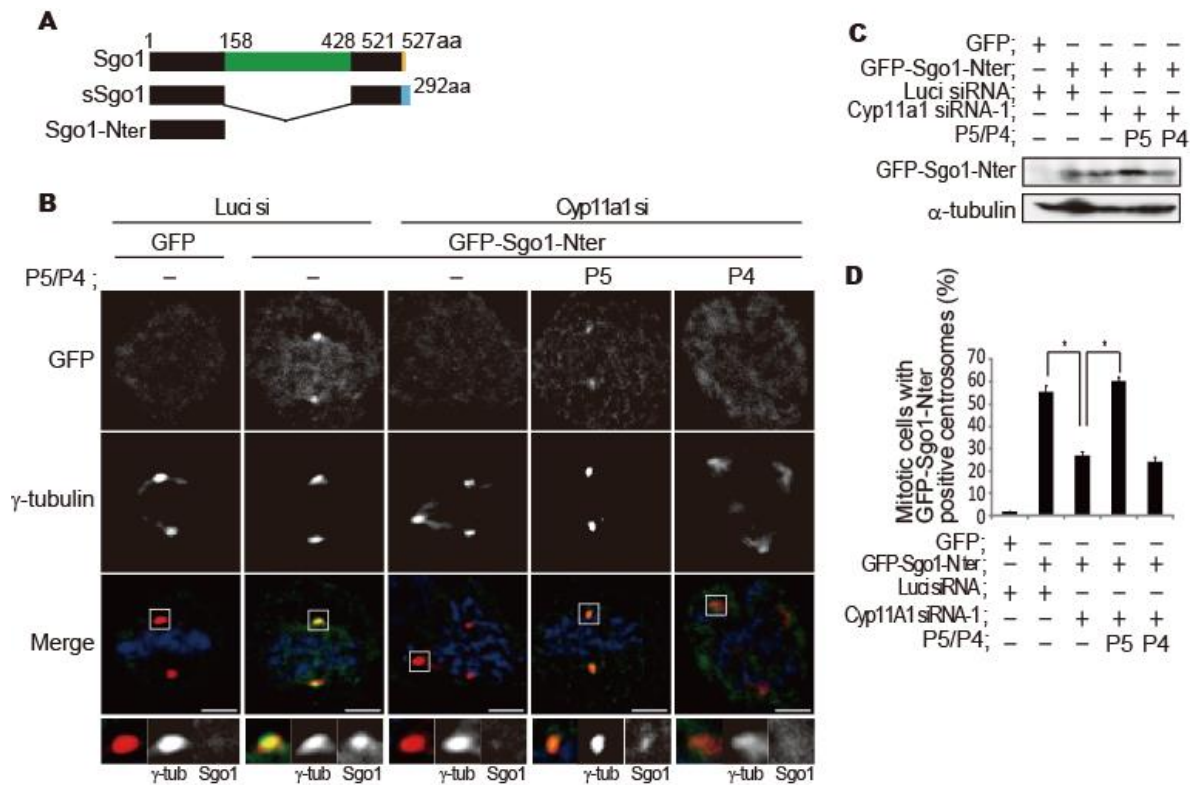 A
1 158 428 521 527aa
Sgo1
sSgo1 292aa
Sgo1-Nter
B
Luci si Cyp11a1 si
GFP GFP-Sgo1-Nter
P5/P4 ; – – – P5 P4
GFP
γ-tubulin
Merge
γ-tub Sgo1 γ-tub Sgo1 γ-tub Sgo1 γ-tub Sgo1 γ-tub Sgo1
C
GFP; + – – – –
GFP-Sgo1-Nter; – + + + +
Luci siRNA; + + – – –
Cyp11a1 siRNA-1; – – + + +
P5/P4; – – – P5 P4
GFP-Sgo1-Nter
α-tubulin
D
Mitotic cells with
GFP-Sgo1-Nter
positive centrosomes (%)
* *
70
60
50
40
30
20
10
0
GFP; + – – – –
GFP-Sgo1-Nter; – + + + +
Luci siRNA; + + – – –
Cyp11A1 siRNA-1; – – + + +
P5/P4; – – – P5 P4